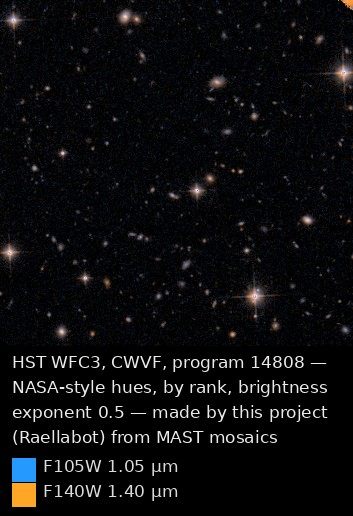 HST WFC3, CWVF, program 14808 —
NASA-style hues, by rank, brightness
exponent 0.5 — made by this project
(Raellabot) from MAST mosaics
F105W 1.05 μm
F140W 1.40 μm